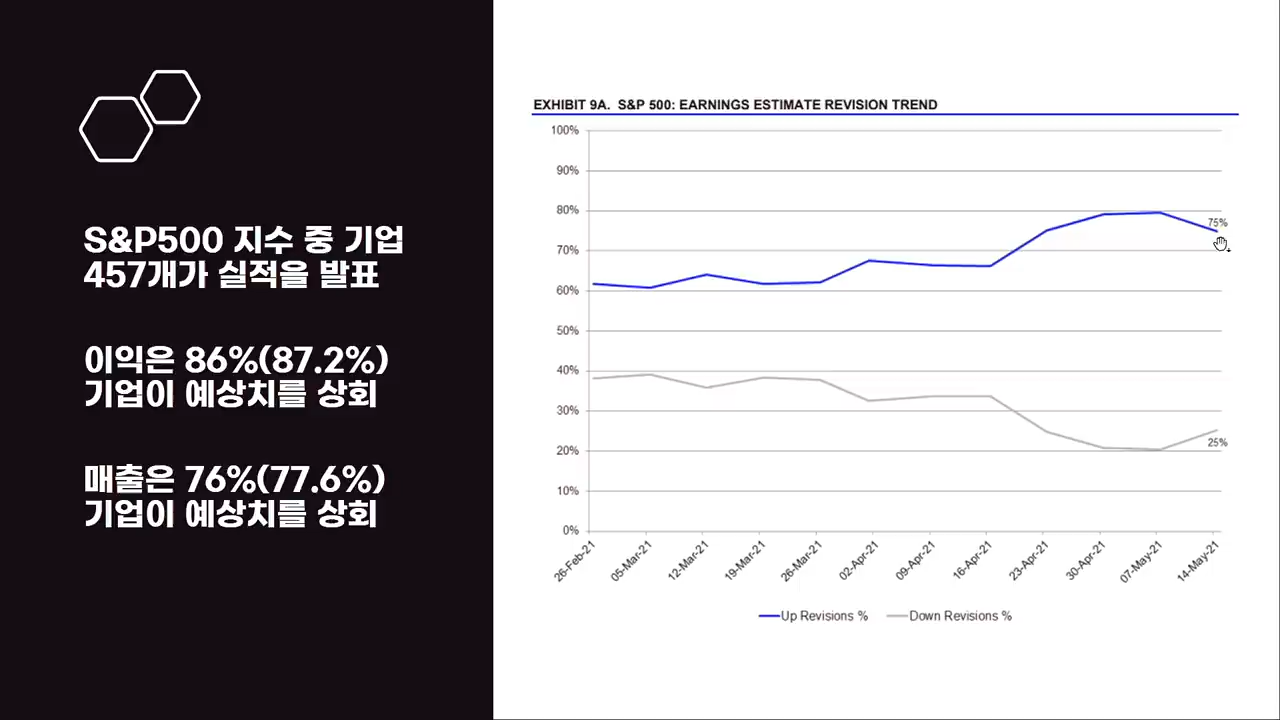 S&P500 지수 중 기업
457개가 실적을 발표
이익은 86%(87.2%)
기업이 예상치를 상회
매출은 76%(77.6%)
기업이 예상치를 상회
EXHIBIT 9A. S&P 500: EARNINGS ESTIMATE REVISION TREND
100%
90%
80%
70%
60%
50%
40%
30%
20%
10%
0%
75%
25%
26-Feb-21
05-Mar-21
12-Mar-21
19-Mar-21
26-Mar-21
02-Apr-21
09-Apr-21
16-Apr-21
23-Apr-21
30-Apr-21
07-May-21
14-May-21
Up Revisions %
Down Revisions %